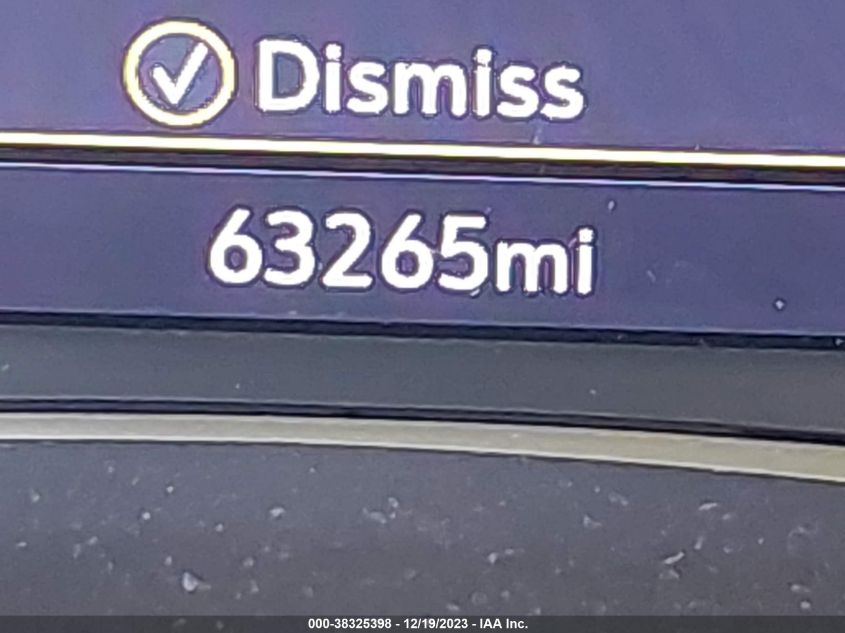 Dismiss
63265mi
000-38325398 - 12/19/2023 - IAA Inc.